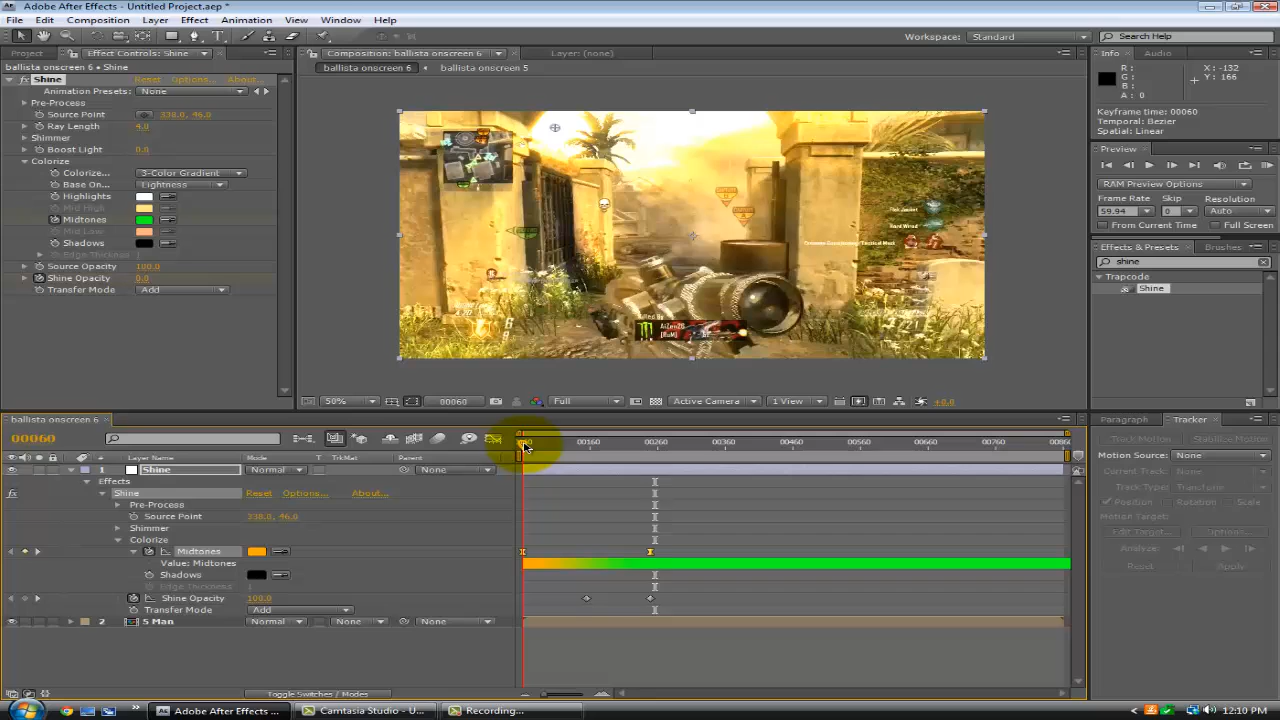 Adobe After Effects - Untitled Project.aep *
File Edit Composition Layer Effect Animation View Window Help
Workspace: Standard Search Help
Project Effect Controls: Shine Composition: ballista onscreen 6 Layer: (none) Info Audio
ballista onscreen 6 • Shine ballista onscreen 6 ballista onscreen 5
Shine Reset Options... About...
R: X: -132
G: Y: 166
B:
A: 0
Animation Presets: None
Pre-Process
Source Point 338.0, 46.0
Ray Length 4.0
Shimmer
Boost Light 0.0
Colorize
Colorize... 3-Color Gradient
Base On... Lightness
Highlights
Mid High
Midtones
Mid Low
Shadows
Edge Thickness 1
Source Opacity 100.0
Shine Opacity 0.0
Transfer Mode Add
Keyframe time: 00060
Temporal: Bezier
Spatial: Linear
Preview
RAM Preview Options
Frame Rate Skip Resolution
59.94 0 Auto
From Current Time Full Screen
Effects & Presets Brushes
shine
Trapcode
Shine
Flak Jacket
Hard Wired
Killed By
AiZenZG
50% 00060 Full Active Camera 1 View +0.0
ballista onscreen 6 Paragraph Tracker
00060
00160 00260 00360 00460 00560 00660 00760 00860
Track Motion Stabilize Motion
Motion Source: None
Current Track: None
Track Type: Transform
Position Rotation Scale
Motion Target:
Edit Target... Options...
Analyze:
Reset Apply
# Layer Name Mode T TrkMat Parent
1 Shine Normal None
Effects
Shine Reset Options... About...
Pre-Process
Source Point 338.0, 46.0
Shimmer
Colorize
Midtones
Value: Midtones
Shadows
Edge Thickness 1
Shine Opacity 100.0
Transfer Mode Add
2 5 Man Normal None None
Toggle Switches / Modes
Adobe After Effects ... Camtasia Studio - U... Recording... 12:10 PM